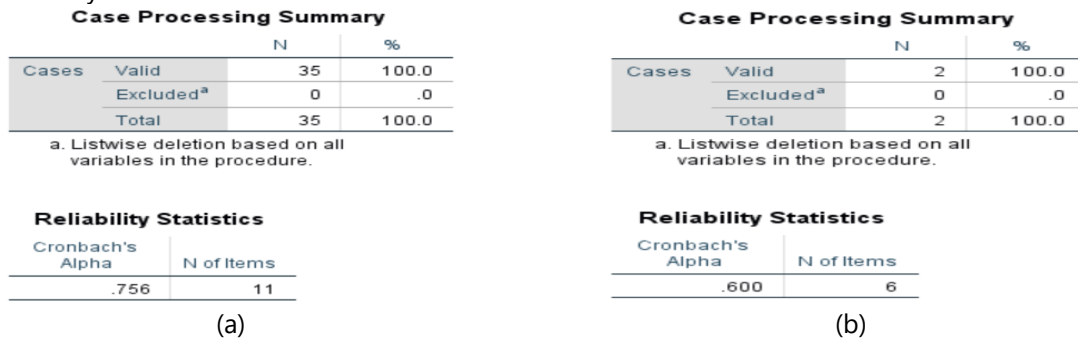 Case Processing Summary
N %
Cases Valid 35 100.0
Excludedᵃ 0 .0
Total 35 100.0
a. Listwise deletion based on all
variables in the procedure.
Reliability Statistics
Cronbach's
Alpha N of Items
.756 11
(a)
Case Processing Summary
N %
Cases Valid 2 100.0
Excludedᵃ 0 .0
Total 2 100.0
a. Listwise deletion based on all
variables in the procedure.
Reliability Statistics
Cronbach's
Alpha N of Items
.600 6
(b)